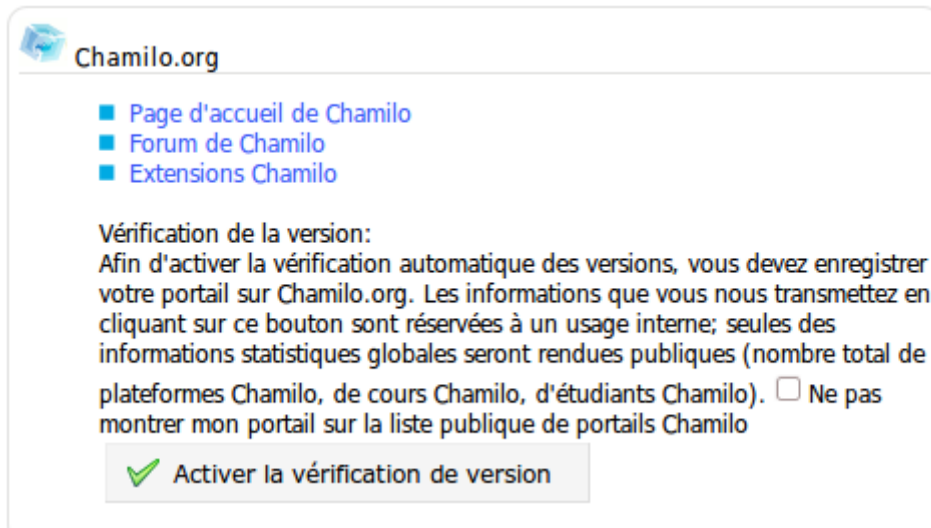 Chamilo.org
Page d'accueil de Chamilo
Forum de Chamilo
Extensions Chamilo
Vérification de la version:
Afin d'activer la vérification automatique des versions, vous devez enregistrer
votre portail sur Chamilo.org. Les informations que vous nous transmettez en
cliquant sur ce bouton sont réservées à un usage interne; seules des
informations statistiques globales seront rendues publiques (nombre total de
plateformes Chamilo, de cours Chamilo, d'étudiants Chamilo). Ne pas
montrer mon portail sur la liste publique de portails Chamilo
Activer la vérification de version